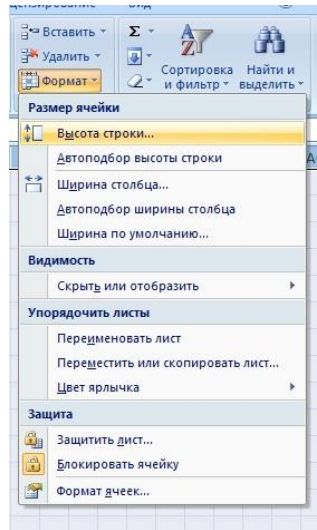 Вид
Вставить
Удалить
Формат
Σ
Сортировка и фильтр
Найти и выделить
Размер ячейки
Высота строки...
Автоподбор высоты строки
Ширина столбца...
Автоподбор ширины столбца
Ширина по умолчанию...
Видимость
Скрыть или отобразить
Упорядочить листы
Переименовать лист
Переместить или скопировать лист...
Цвет ярлычка
Защита
Защитить лист...
Блокировать ячейку
Формат ячеек...